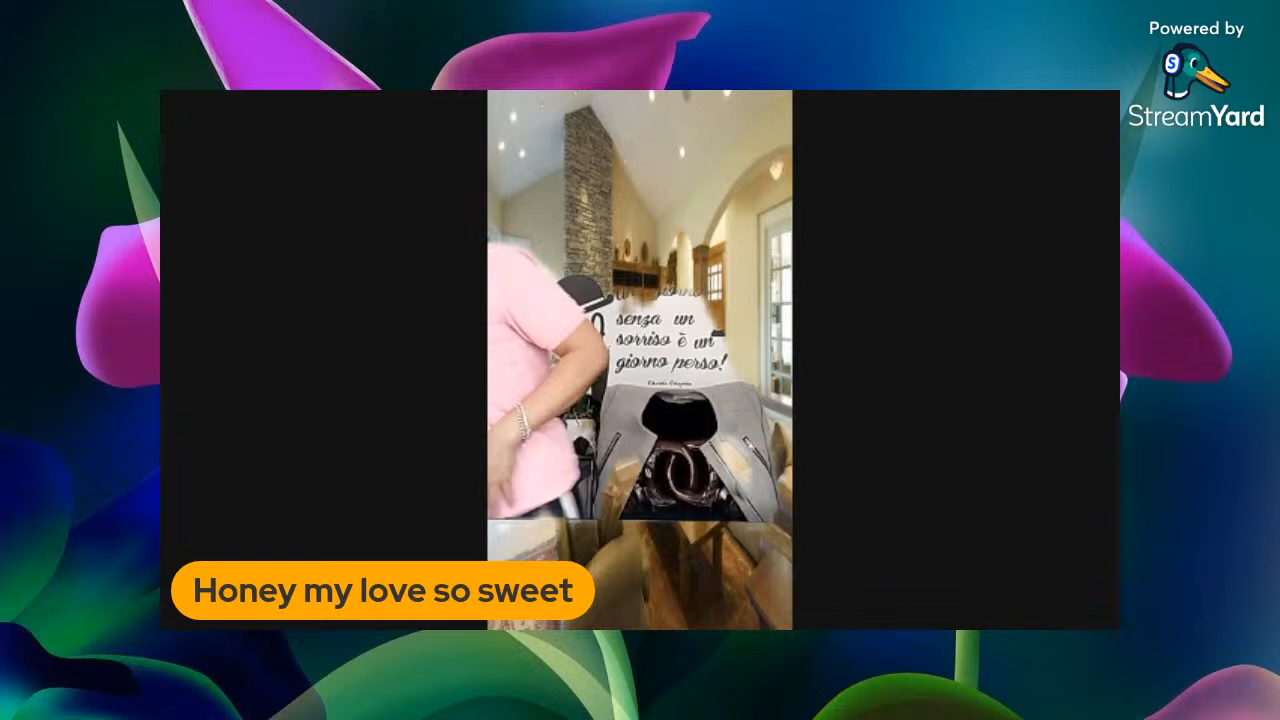 Powered by
StreamYard
senza un
sorriso è un
giorno perso!
Honey my love so sweet